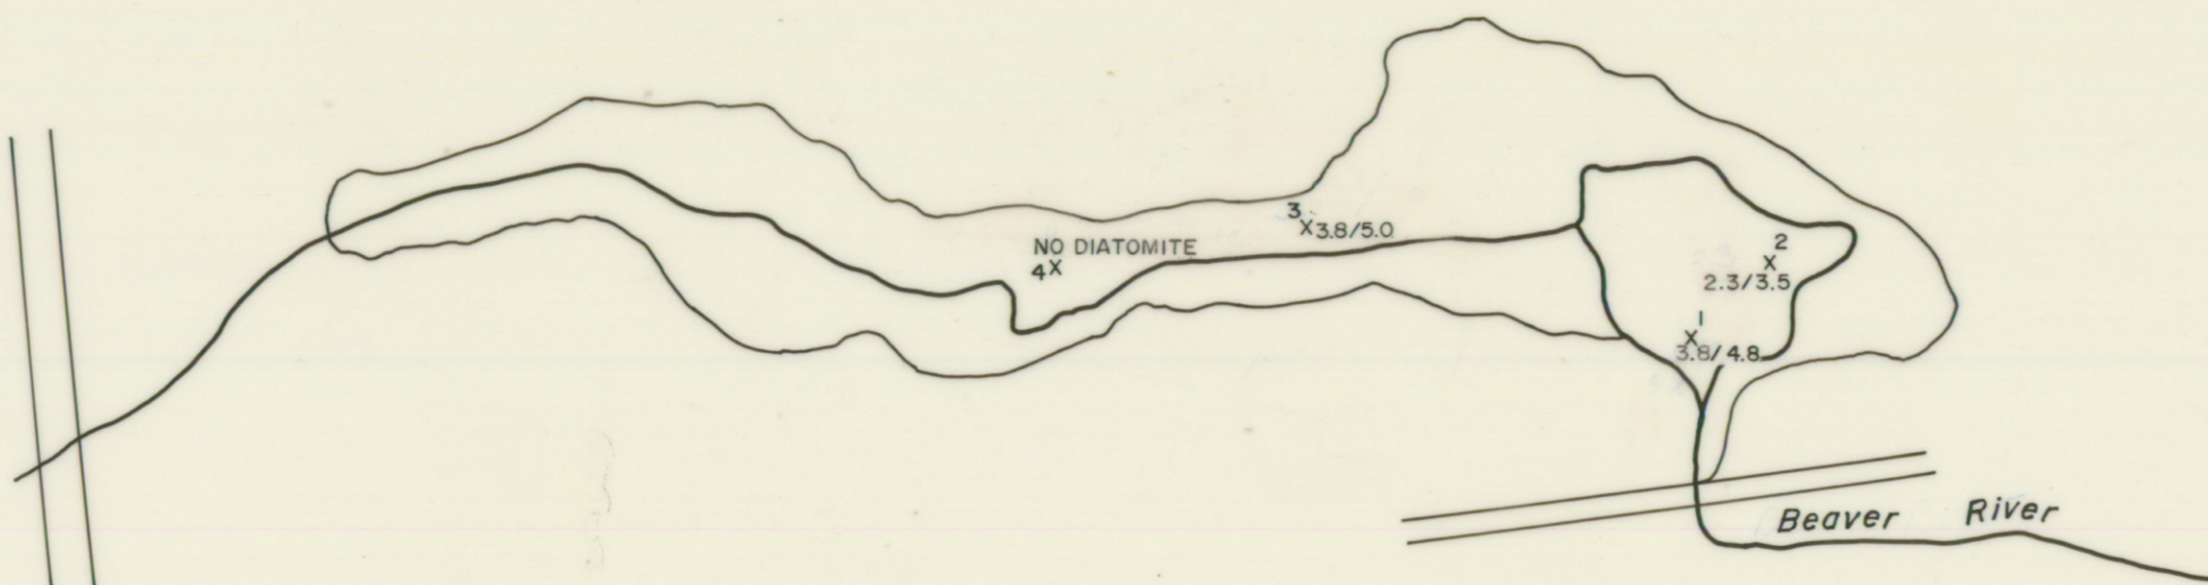 3
X 3.8/5.0
NO DIATOMITE
4X
2
X
2.3/3.5
1
X
3.8/4.8
Beaver River